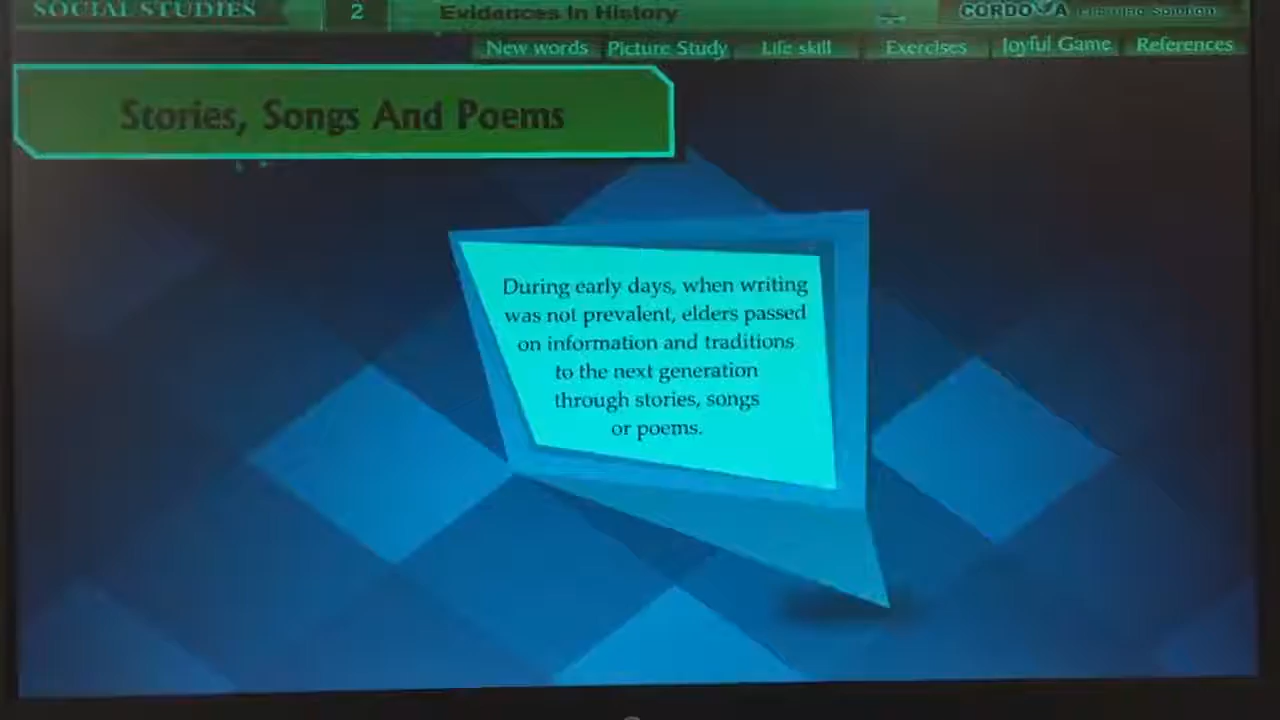 SOCIAL STUDIES
2
Evidences In History
CORDOVA Learning Solution
New words
Picture Study
Life skill
Exercises
Joyful Game
References
Stories, Songs And Poems
During early days, when writing
was not prevalent, elders passed
on information and traditions
to the next generation
through stories, songs
or poems.